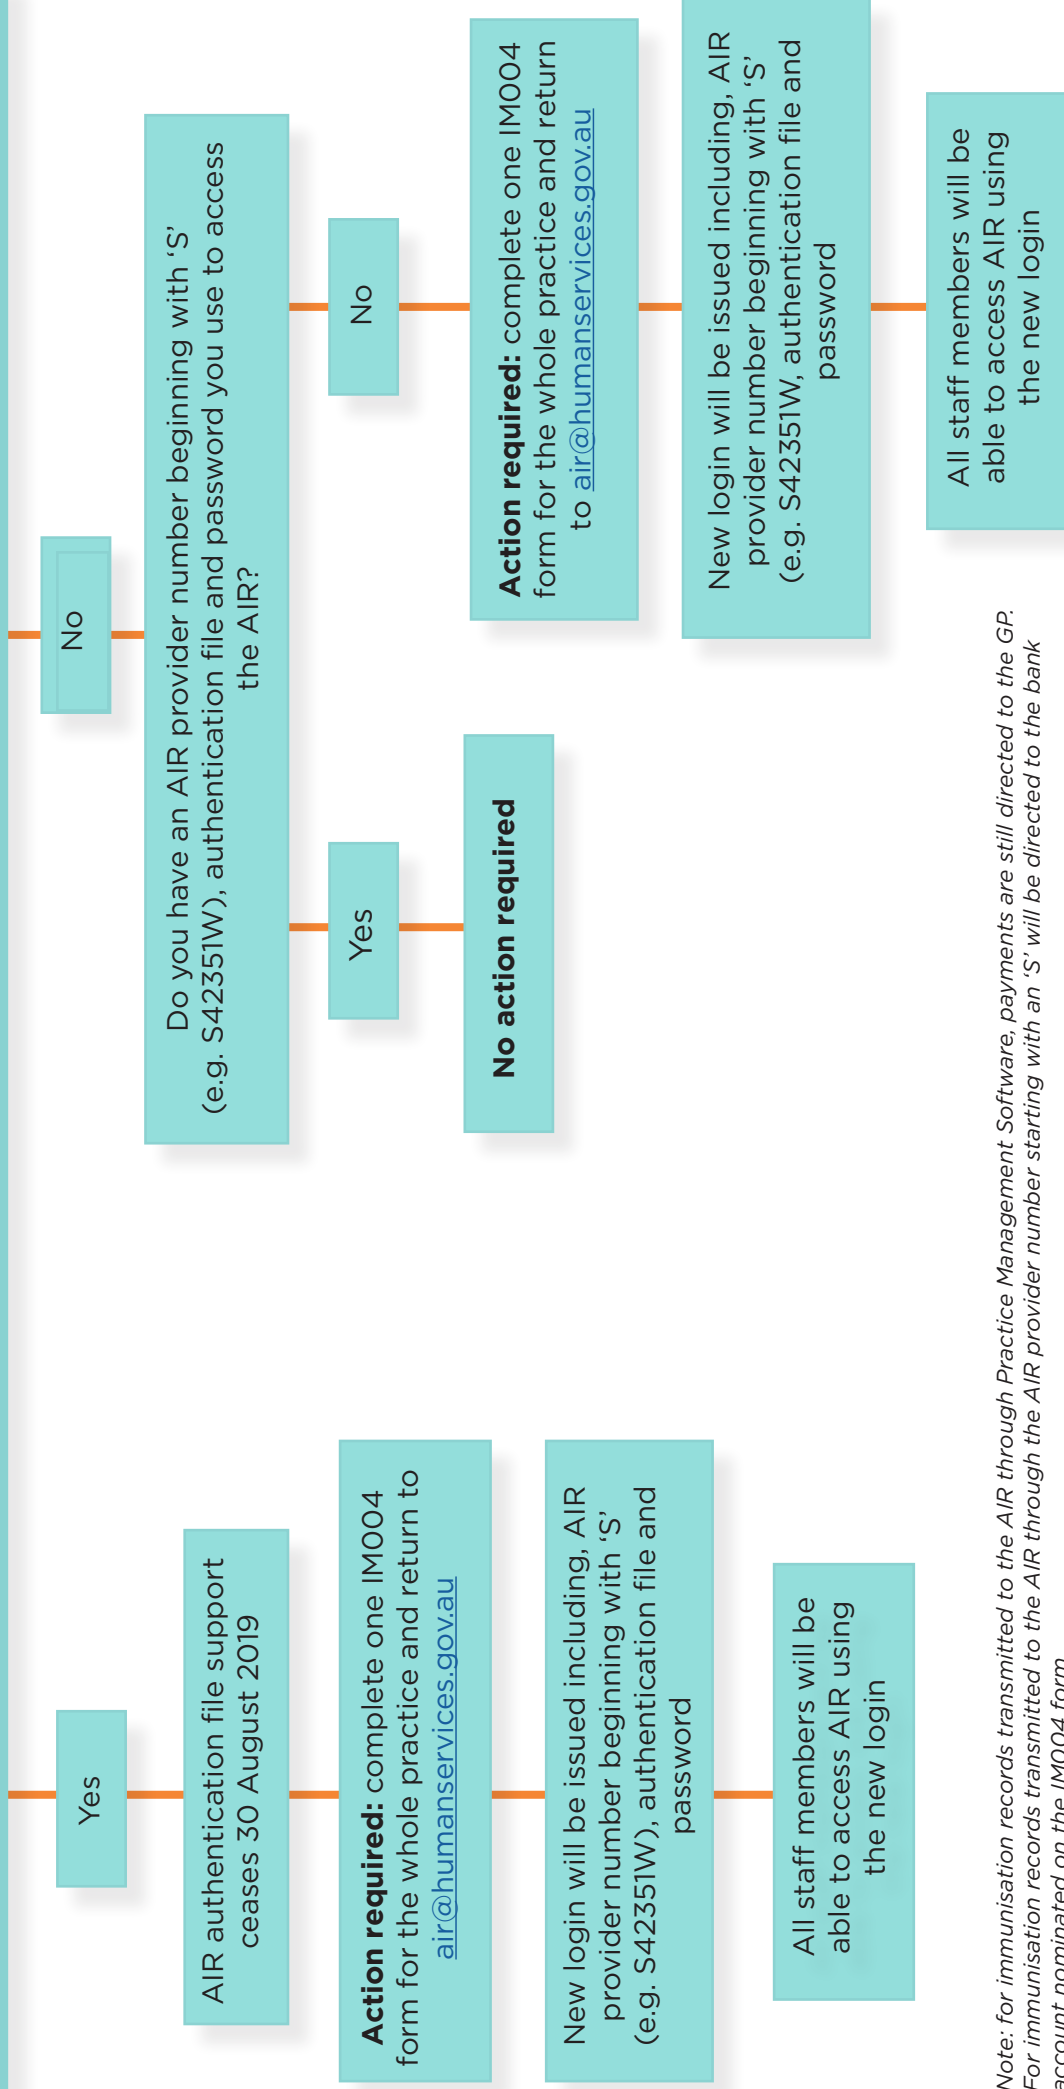 Yes
AIR authentication file support
ceases 30 August 2019
Action required: complete one IM004
form for the whole practice and return to
air@humanservices.gov.au
New login will be issued including, AIR
provider number beginning with ‘S’
(e.g. S42351W), authentication file and
password
All staff members will be
able to access AIR using
the new login
No
Do you have an AIR provider number beginning with ‘S’
(e.g. S42351W), authentication file and password you use to access
the AIR?
Yes
No action required
No
Action required: complete one IM004
form for the whole practice and return
to air@humanservices.gov.au
New login will be issued including, AIR
provider number beginning with ‘S’
(e.g. S42351W, authentication file and
password
All staff members will be
able to access AIR using
the new login
Note: for immunisation records transmitted to the AIR through Practice Management Software, payments are still directed to the GP.
For immunisation records transmitted to the AIR through the AIR provider number starting with an ‘S’ will be directed to the bank
account nominated on the IM004 form